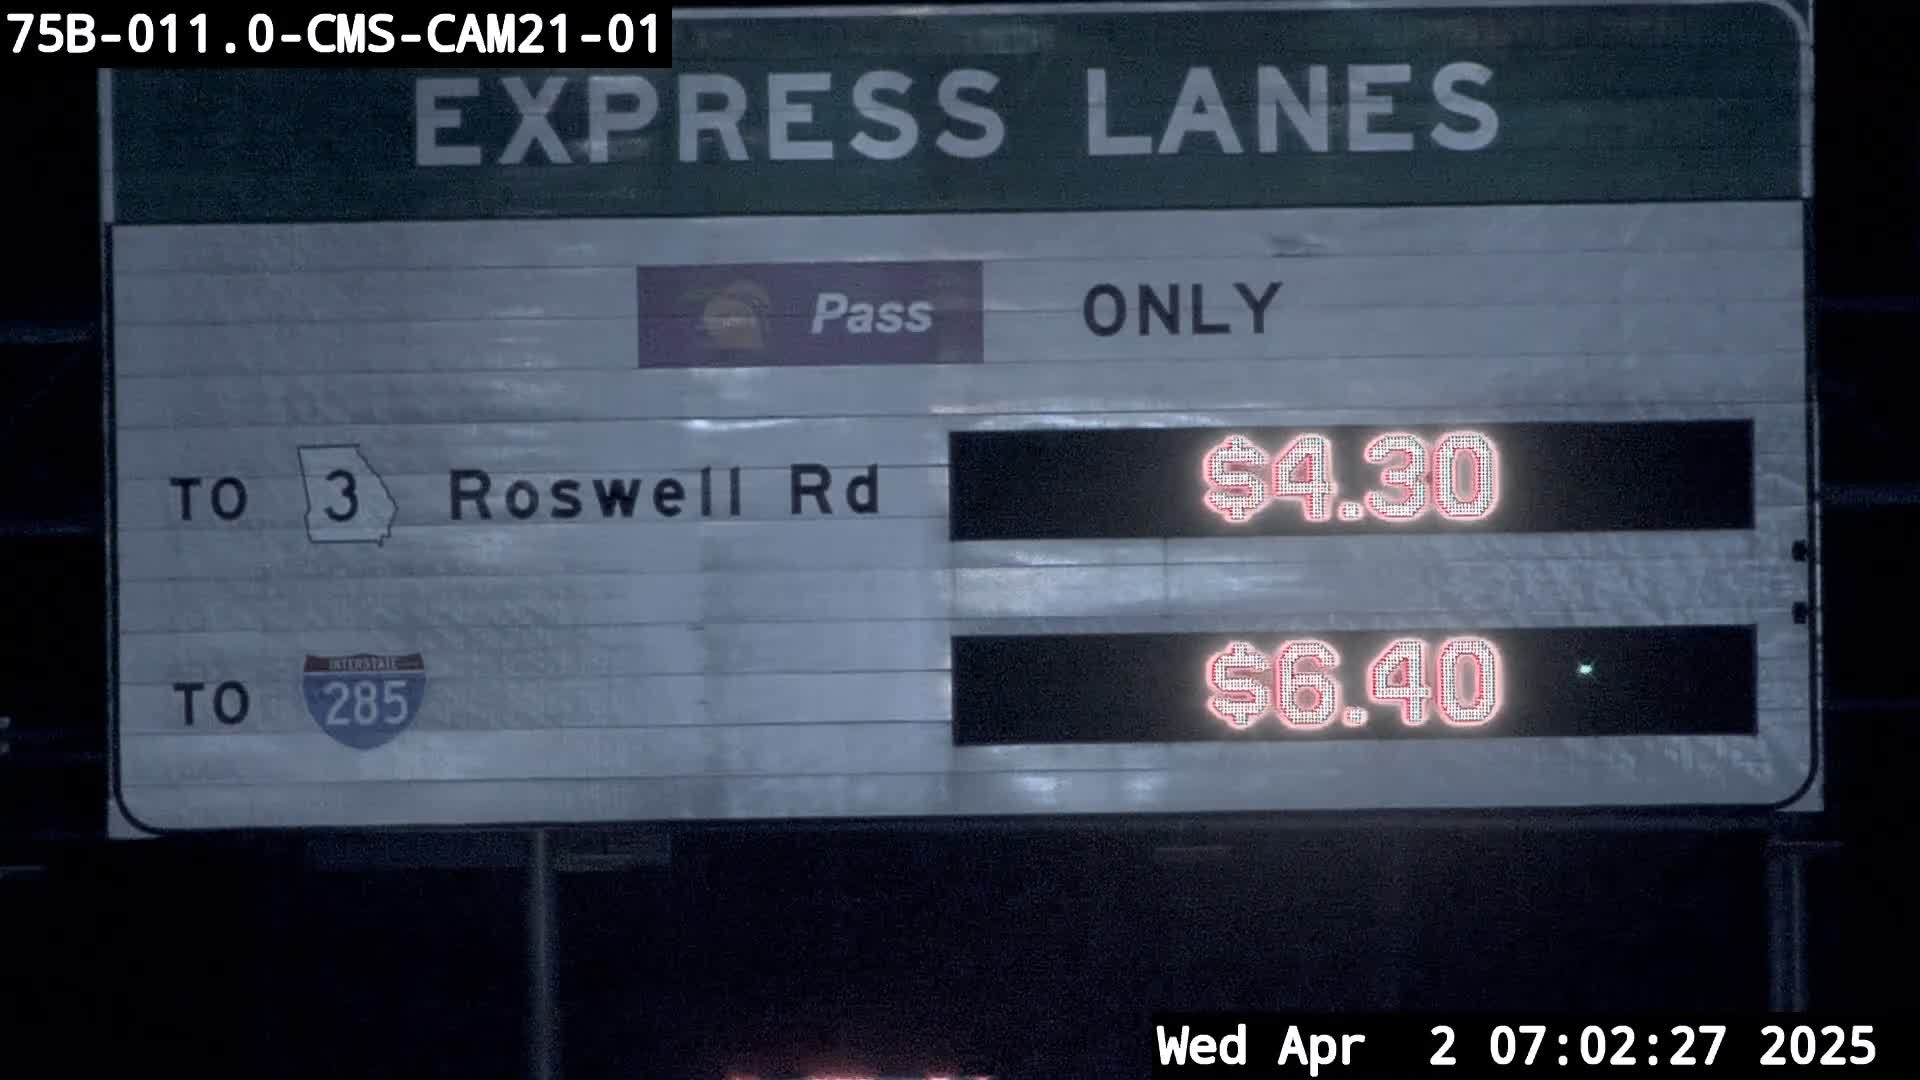 75B-011.0-CMS-CAM21-01
EXPRESS LANES
Pass ONLY
TO 3 Roswell Rd $4.30
INTERSTATE
TO 285 $6.40
Wed Apr 2 07:02:27 2025